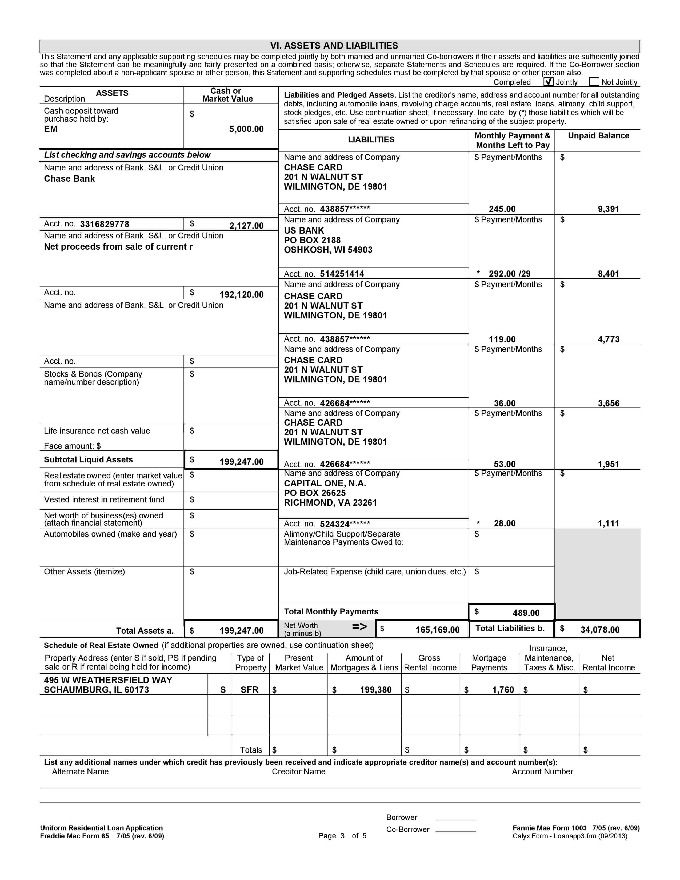 VI. ASSETS AND LIABILITIES
This Statement and any applicable supporting schedules may be completed jointly by both married and unmarried Co-borrowers if their assets and liabilities are sufficiently joined
so that the Statement can be meaningfully and fairly presented on a combined basis; otherwise, separate Statements and Schedules are required. If the Co-Borrower section
was completed about a non-applicant spouse or other person, this Statement and supporting schedules must be completed by that spouse or other person also.
Completed ✓ Jointly Not Jointly
ASSETS
Description
Cash or
Market Value
Cash deposit toward
purchase held by:
$
EM
5,000.00
List checking and savings accounts below
Name and address of Bank, S&L, or Credit Union
Chase Bank
Acct. no. 3316829778 $ 2,127.00
Name and address of Bank, S&L, or Credit Union
Net proceeds from sale of current r
Acct. no. $ 192,120.00
Name and address of Bank, S&L, or Credit Union
Acct. no. $
Stocks & Bonds (Company
name/number description)
$
Life insurance net cash value
$
Face amount: $
Subtotal Liquid Assets $ 199,247.00
Real estate owned (enter market value
from schedule of real estate owned)
$
Vested interest in retirement fund $
Net worth of business(es) owned
(attach financial statement)
$
Automobiles owned (make and year) $
Other Assets (itemize) $
Total Assets a. $ 199,247.00
Liabilities and Pledged Assets. List the creditor's name, address and account number for all outstanding
debts, including automobile loans, revolving charge accounts, real estate loans, alimony, child support,
stock pledges, etc. Use continuation sheet, if necessary. Indicate by (*) those liabilities which will be
satisfied upon sale of real estate owned or upon refinancing of the subject property.
LIABILITIES
Monthly Payment &
Months Left to Pay
Unpaid Balance
Name and address of Company $ Payment/Months $
CHASE CARD
201 N WALNUT ST
WILMINGTON, DE 19801
Acct. no. 438857****** 245.00 9,391
Name and address of Company $ Payment/Months $
US BANK
PO BOX 2188
OSHKOSH, WI 54903
Acct. no. 514251414 * 292.00 /29 8,401
Name and address of Company $ Payment/Months $
CHASE CARD
201 N WALNUT ST
WILMINGTON, DE 19801
Acct. no. 438857****** 119.00 4,773
Name and address of Company $ Payment/Months $
CHASE CARD
201 N WALNUT ST
WILMINGTON, DE 19801
Acct. no. 426684****** 36.00 3,656
Name and address of Company $ Payment/Months $
CHASE CARD
201 N WALNUT ST
WILMINGTON, DE 19801
Acct. no. 426684****** 53.00 1,951
Name and address of Company $ Payment/Months $
CAPITAL ONE, N.A.
PO BOX 26625
RICHMOND, VA 23261
Acct. no. 524324****** * 28.00 1,111
Alimony/Child Support/Separate
Maintenance Payments Owed to:
$
Job-Related Expense (child care, union dues, etc.) $
Total Monthly Payments $ 489.00
Net Worth
(a minus b)
=> $ 165,169.00 Total Liabilities b. $ 34,078.00
Schedule of Real Estate Owned (If additional properties are owned, use continuation sheet)
Property Address (enter S if sold, PS if pending
sale or R if rental being held for income)
Type of
Property
Present
Market Value
Amount of
Mortgages & Liens
Gross
Rental Income
Mortgage
Payments
Insurance,
Maintenance,
Taxes & Misc.
Net
Rental Income
495 W WEATHERSFIELD WAY
SCHAUMBURG, IL 60173 S SFR $ $ 199,380 $ $ 1,760 $ $
Totals $ $ $ $ $ $
List any additional names under which credit has previously been received and indicate appropriate creditor name(s) and account number(s):
Alternate Name Creditor Name Account Number
Borrower
Co-Borrower
Uniform Residential Loan Application
Freddie Mac Form 65 7/05 (rev. 6/09)
Page 3 of 5
Fannie Mae Form 1003 7/05 (rev. 6/09)
Calyx Form - Loanapp3.frm (09/2013)